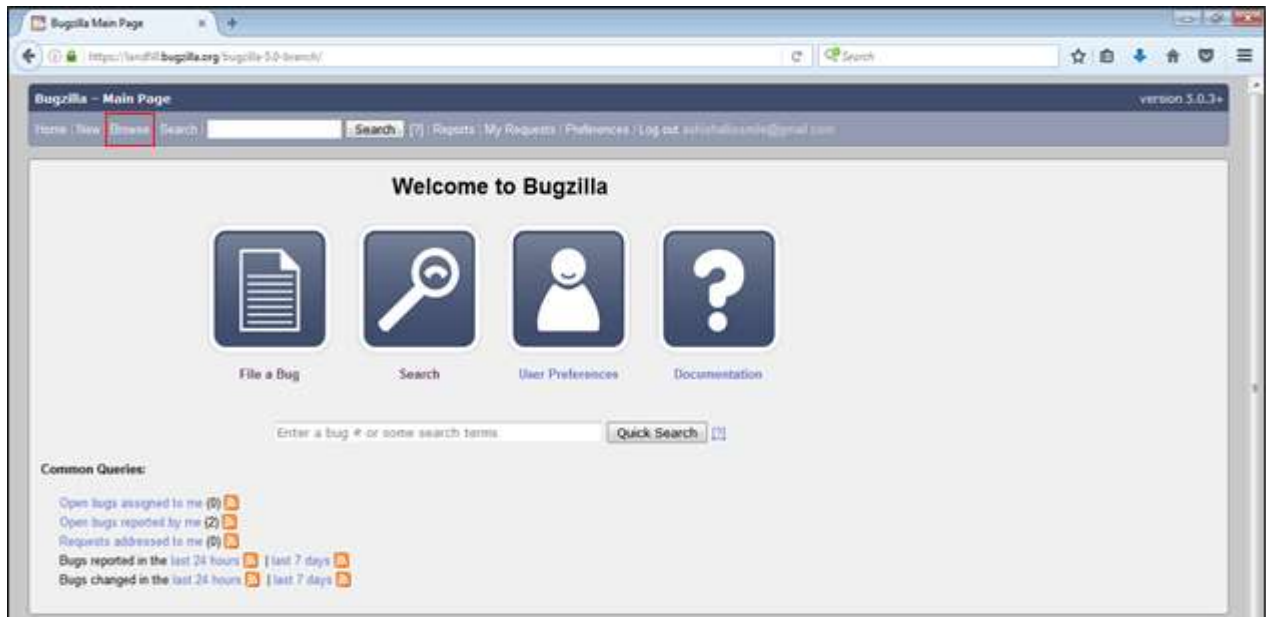 Bugzilla Main Page
https://landfill.bugzilla.org/bugzilla-5.0-branch/
Search
Bugzilla – Main Page
version 5.0.3+
Home | New | Browse | Search | Search [?] | Reports | My Requests | Preferences | Log out
Welcome to Bugzilla
File a Bug Search User Preferences Documentation
Enter a bug # or some search terms Quick Search [?]
Common Queries:
Open bugs assigned to me (0)
Open bugs reported by me (2)
Requests addressed to me (0)
Bugs reported in the last 24 hours | last 7 days
Bugs changed in the last 24 hours | last 7 days